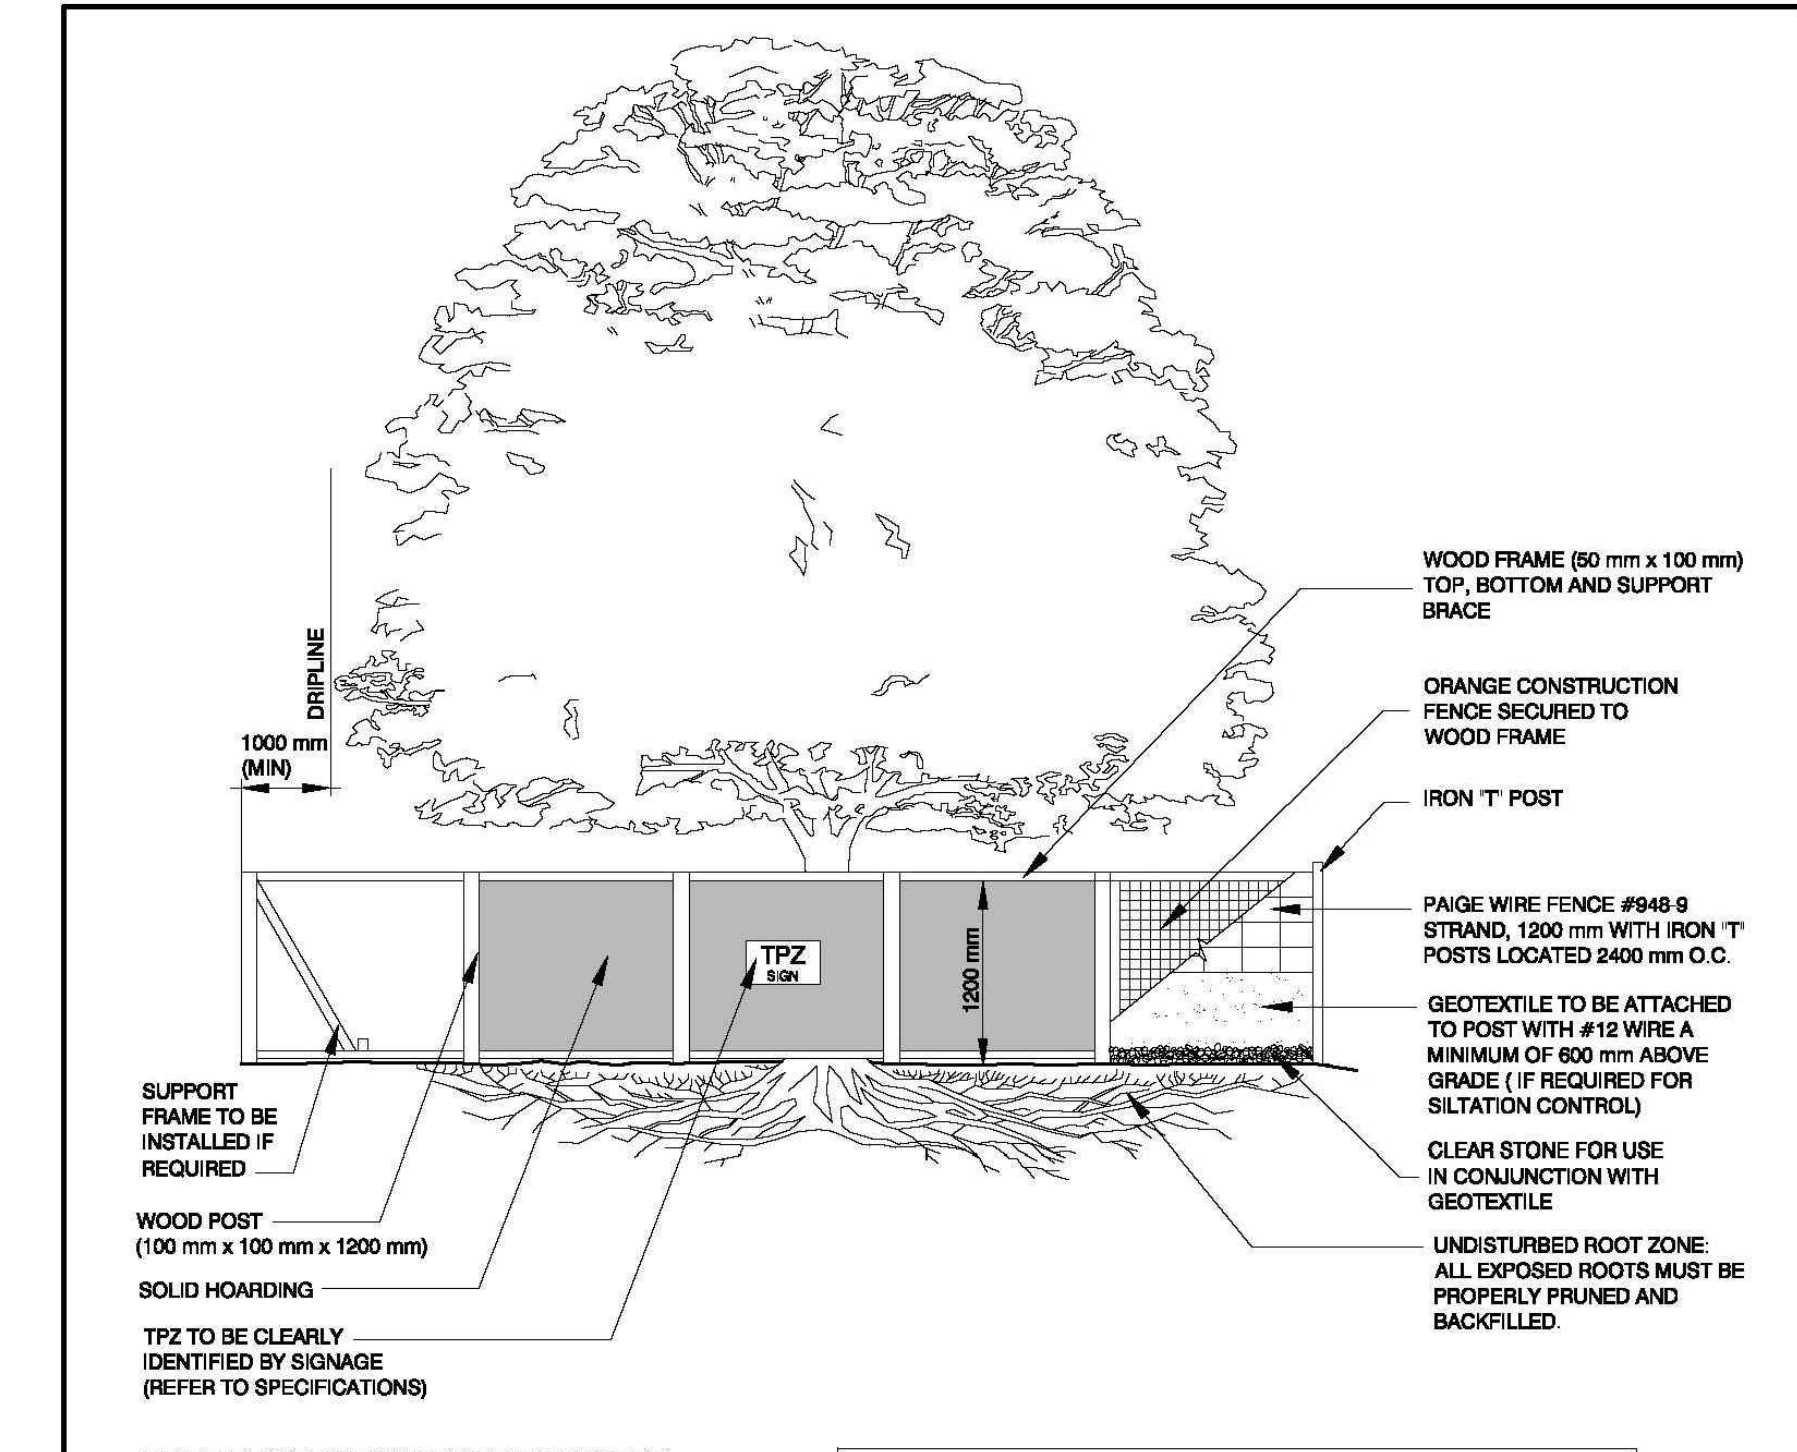 WOOD FRAME (50 mm x 100 mm)
TOP, BOTTOM AND SUPPORT
BRACE
ORANGE CONSTRUCTION
FENCE SECURED TO
WOOD FRAME
DRIPLINE
1000 mm
(MIN)
IRON "T" POST
PAIGE WIRE FENCE #948-9
STRAND, 1200 mm WITH IRON "T"
POSTS LOCATED 2400 mm O.C.
TPZ
SIGN
1200 mm
GEOTEXTILE TO BE ATTACHED
TO POST WITH #12 WIRE A
MINIMUM OF 600 mm ABOVE
GRADE ( IF REQUIRED FOR
SILTATION CONTROL)
SUPPORT
FRAME TO BE
INSTALLED IF
REQUIRED
CLEAR STONE FOR USE
IN CONJUNCTION WITH
GEOTEXTILE
WOOD POST
(100 mm x 100 mm x 1200 mm)
UNDISTURBED ROOT ZONE:
ALL EXPOSED ROOTS MUST BE
PROPERLY PRUNED AND
BACKFILLED.
SOLID HOARDING
TPZ TO BE CLEARLY
IDENTIFIED BY SIGNAGE
(REFER TO SPECIFICATIONS)